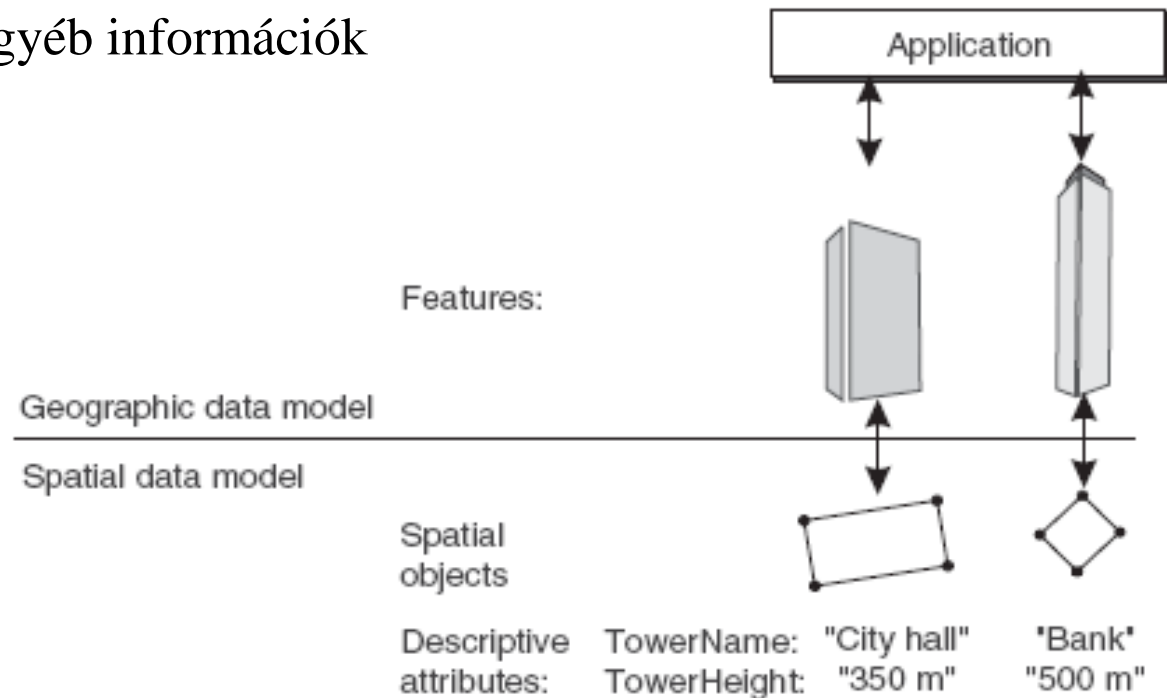 gyéb információk
Application
Features:
Geographic data model
Spatial data model
Spatial
objects
Descriptive TowerName: "City hall" "Bank"
attributes: TowerHeight: "350 m" "500 m"